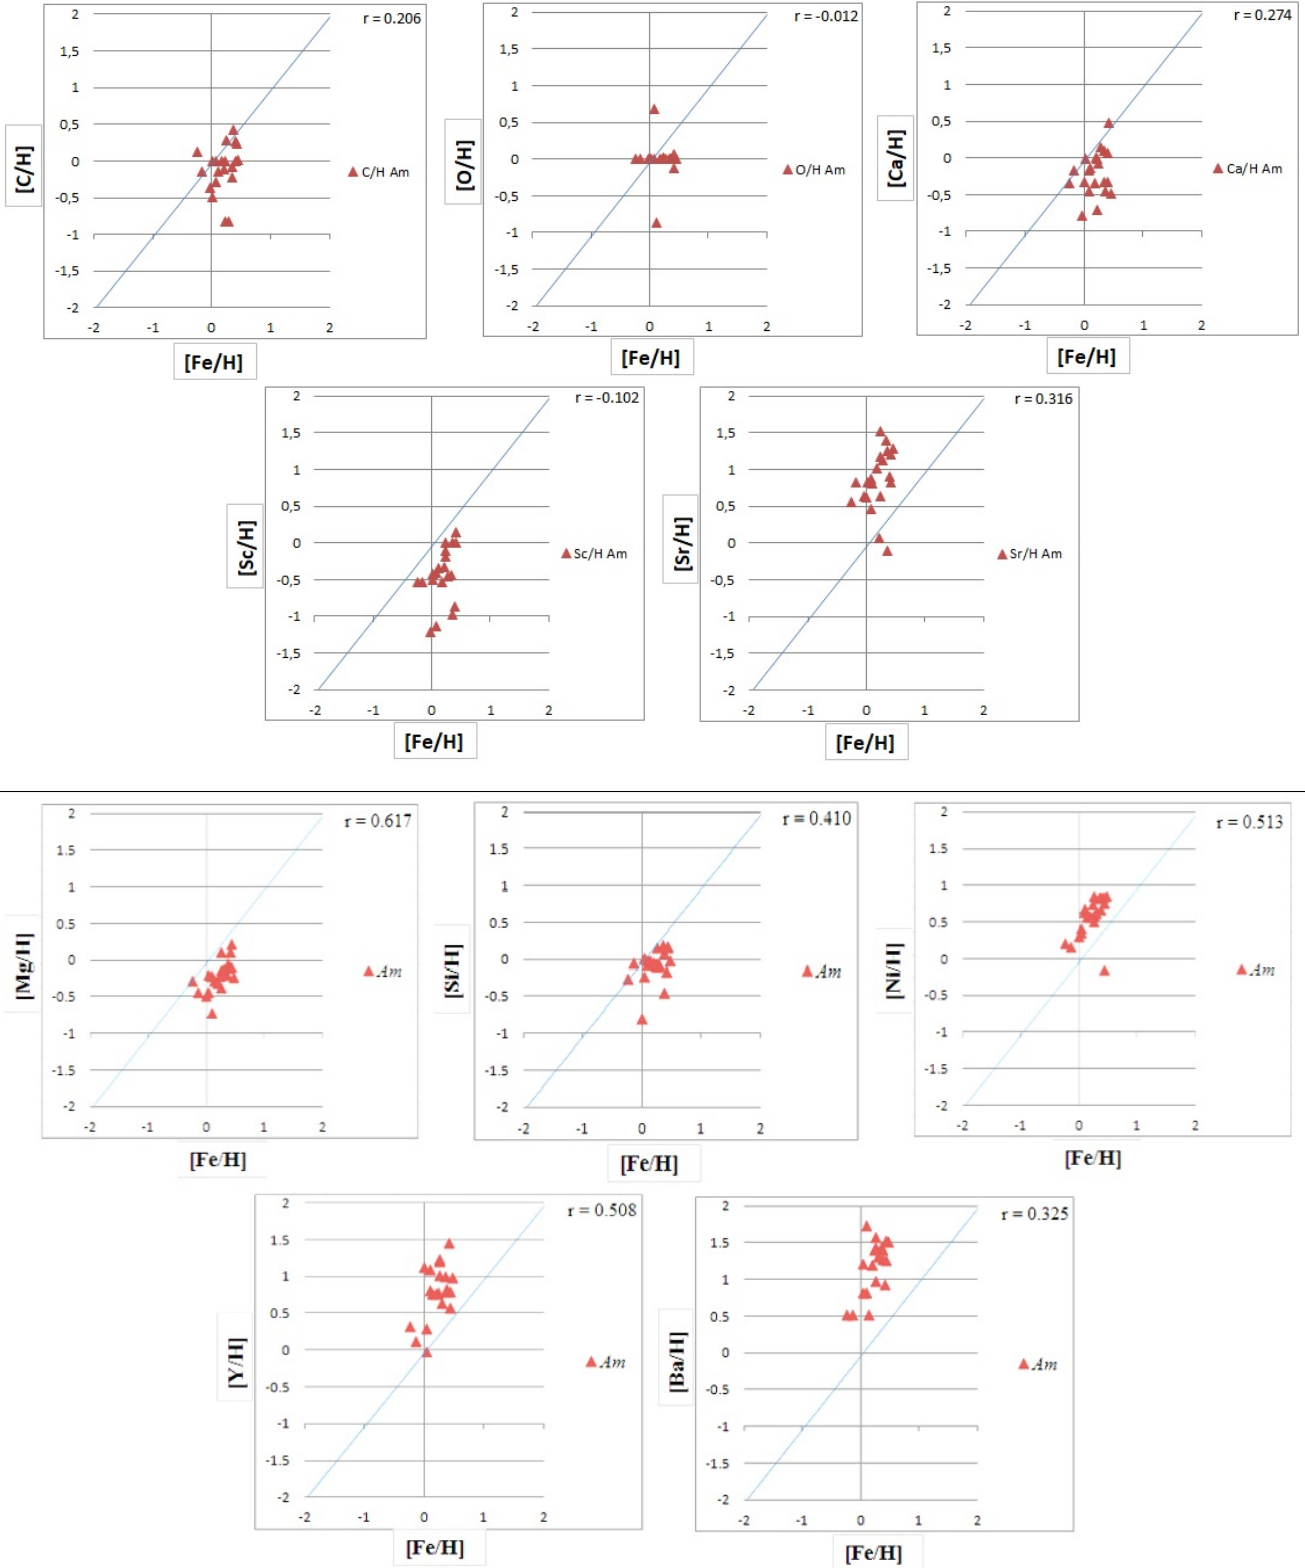 r = 0.206
2
1,5
1
0,5
0
-0,5
-1
-1,5
-2
-2 -1 0 1 2
[C/H]
[Fe/H]
C/H Am
r = -0.012
2
1,5
1
0,5
0
-0,5
-1
-1,5
-2
-2 -1 0 1 2
[O/H]
[Fe/H]
O/H Am
r = 0.274
2
1,5
1
0,5
0
-0,5
-1
-1,5
-2
-2 -1 0 1 2
[Ca/H]
[Fe/H]
Ca/H Am
r = -0.102
2
1,5
1
0,5
0
-0,5
-1
-1,5
-2
-2 -1 0 1 2
[Sc/H]
[Fe/H]
Sc/H Am
r = 0.316
2
1,5
1
0,5
0
-0,5
-1
-1,5
-2
-2 -1 0 1 2
[Sr/H]
[Fe/H]
Sr/H Am
r = 0.617
2
1.5
1
0.5
0
-0.5
-1
-1.5
-2
-2 -1 0 1 2
[Mg/H]
[Fe/H]
Am
r = 0.410
2
1.5
1
0.5
0
-0.5
-1
-1.5
-2
-2 -1 0 1 2
[Si/H]
[Fe/H]
Am
r = 0.513
2
1.5
1
0.5
0
-0.5
-1
-1.5
-2
-2 -1 0 1 2
[Ni/H]
[Fe/H]
Am
r = 0.508
2
1.5
1
0.5
0
-0.5
-1
-1.5
-2
-2 -1 0 1 2
[Y/H]
[Fe/H]
Am
r = 0.325
2
1.5
1
0.5
0
-0.5
-1
-1.5
-2
-2 -1 0 1 2
[Ba/H]
[Fe/H]
Am